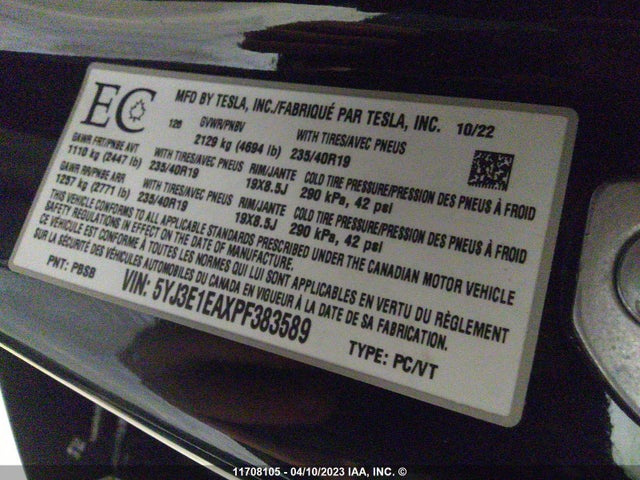 EC
MFD BY TESLA, INC./FABRIQUÉ PAR TESLA, INC. 10/22
126 GVWR/PNBV WITH TIRES/AVEC PNEUS
2129 kg (4694 lb) 235/40R19
GAWR FRT/PNBE AVT WITH TIRES/AVEC PNEUS RIM/JANTE COLD TIRE PRESSURE/PRESSION DES PNEUS À FROID
1110 kg (2447 lb) 235/40R19 19X8.5J 290 kPa, 42 psi
GAWR RR/PNBE ARR WITH TIRES/AVEC PNEUS RIM/JANTE COLD TIRE PRESSURE/PRESSION DES PNEUS À FROID
1257 kg (2771 lb) 235/40R19 19X8.5J 290 kPa, 42 psi
THIS VEHICLE CONFORMS TO ALL APPLICABLE STANDARDS PRESCRIBED UNDER THE CANADIAN MOTOR VEHICLE
SAFETY REGULATIONS IN EFFECT ON THE DATE OF MANUFACTURE.
CE VÉHICULE EST CONFORME À TOUTES LES NORMES QUI LUI SONT APPLICABLES EN VERTU DU RÈGLEMENT
SUR LA SÉCURITÉ DES VÉHICULES AUTOMOBILES DU CANADA EN VIGUEUR À LA DATE DE SA FABRICATION.
PNT: PBSB VIN: 5YJ3E1EAXPF383589 TYPE: PC/VT
11708105 - 04/10/2023 IAA, INC. ©